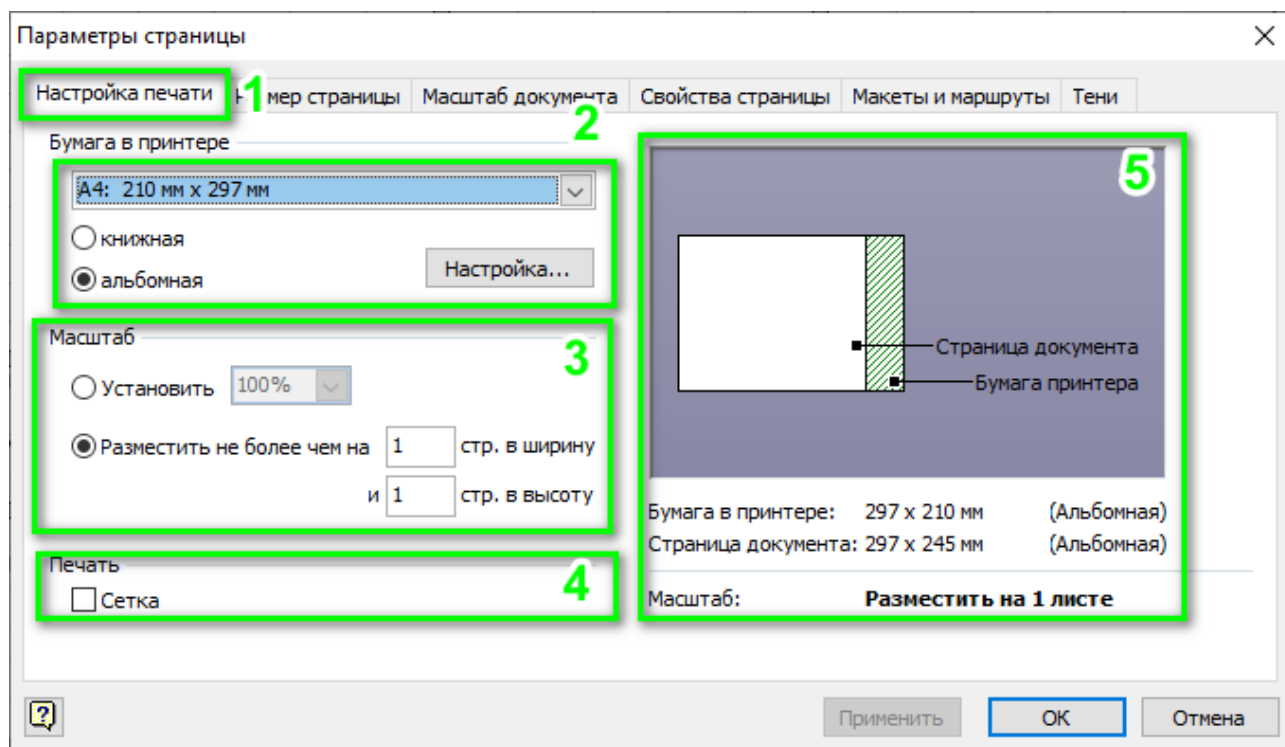 Параметры страницы
Настройка печати 1 мер страницы Масштаб документа Свойства страницы Макеты и маршруты Тени
2
Бумага в принтере
A4: 210 мм x 297 мм
книжная
альбомная
Настройка...
Масштаб
3
Установить 100%
Разместить не более чем на 1 стр. в ширину
и 1 стр. в высоту
Печать
4
Сетка
5
Страница документа
Бумага принтера
Бумага в принтере: 297 x 210 мм (Альбомная)
Страница документа: 297 x 245 мм (Альбомная)
Масштаб: Разместить на 1 листе
?
Применить OK Отмена